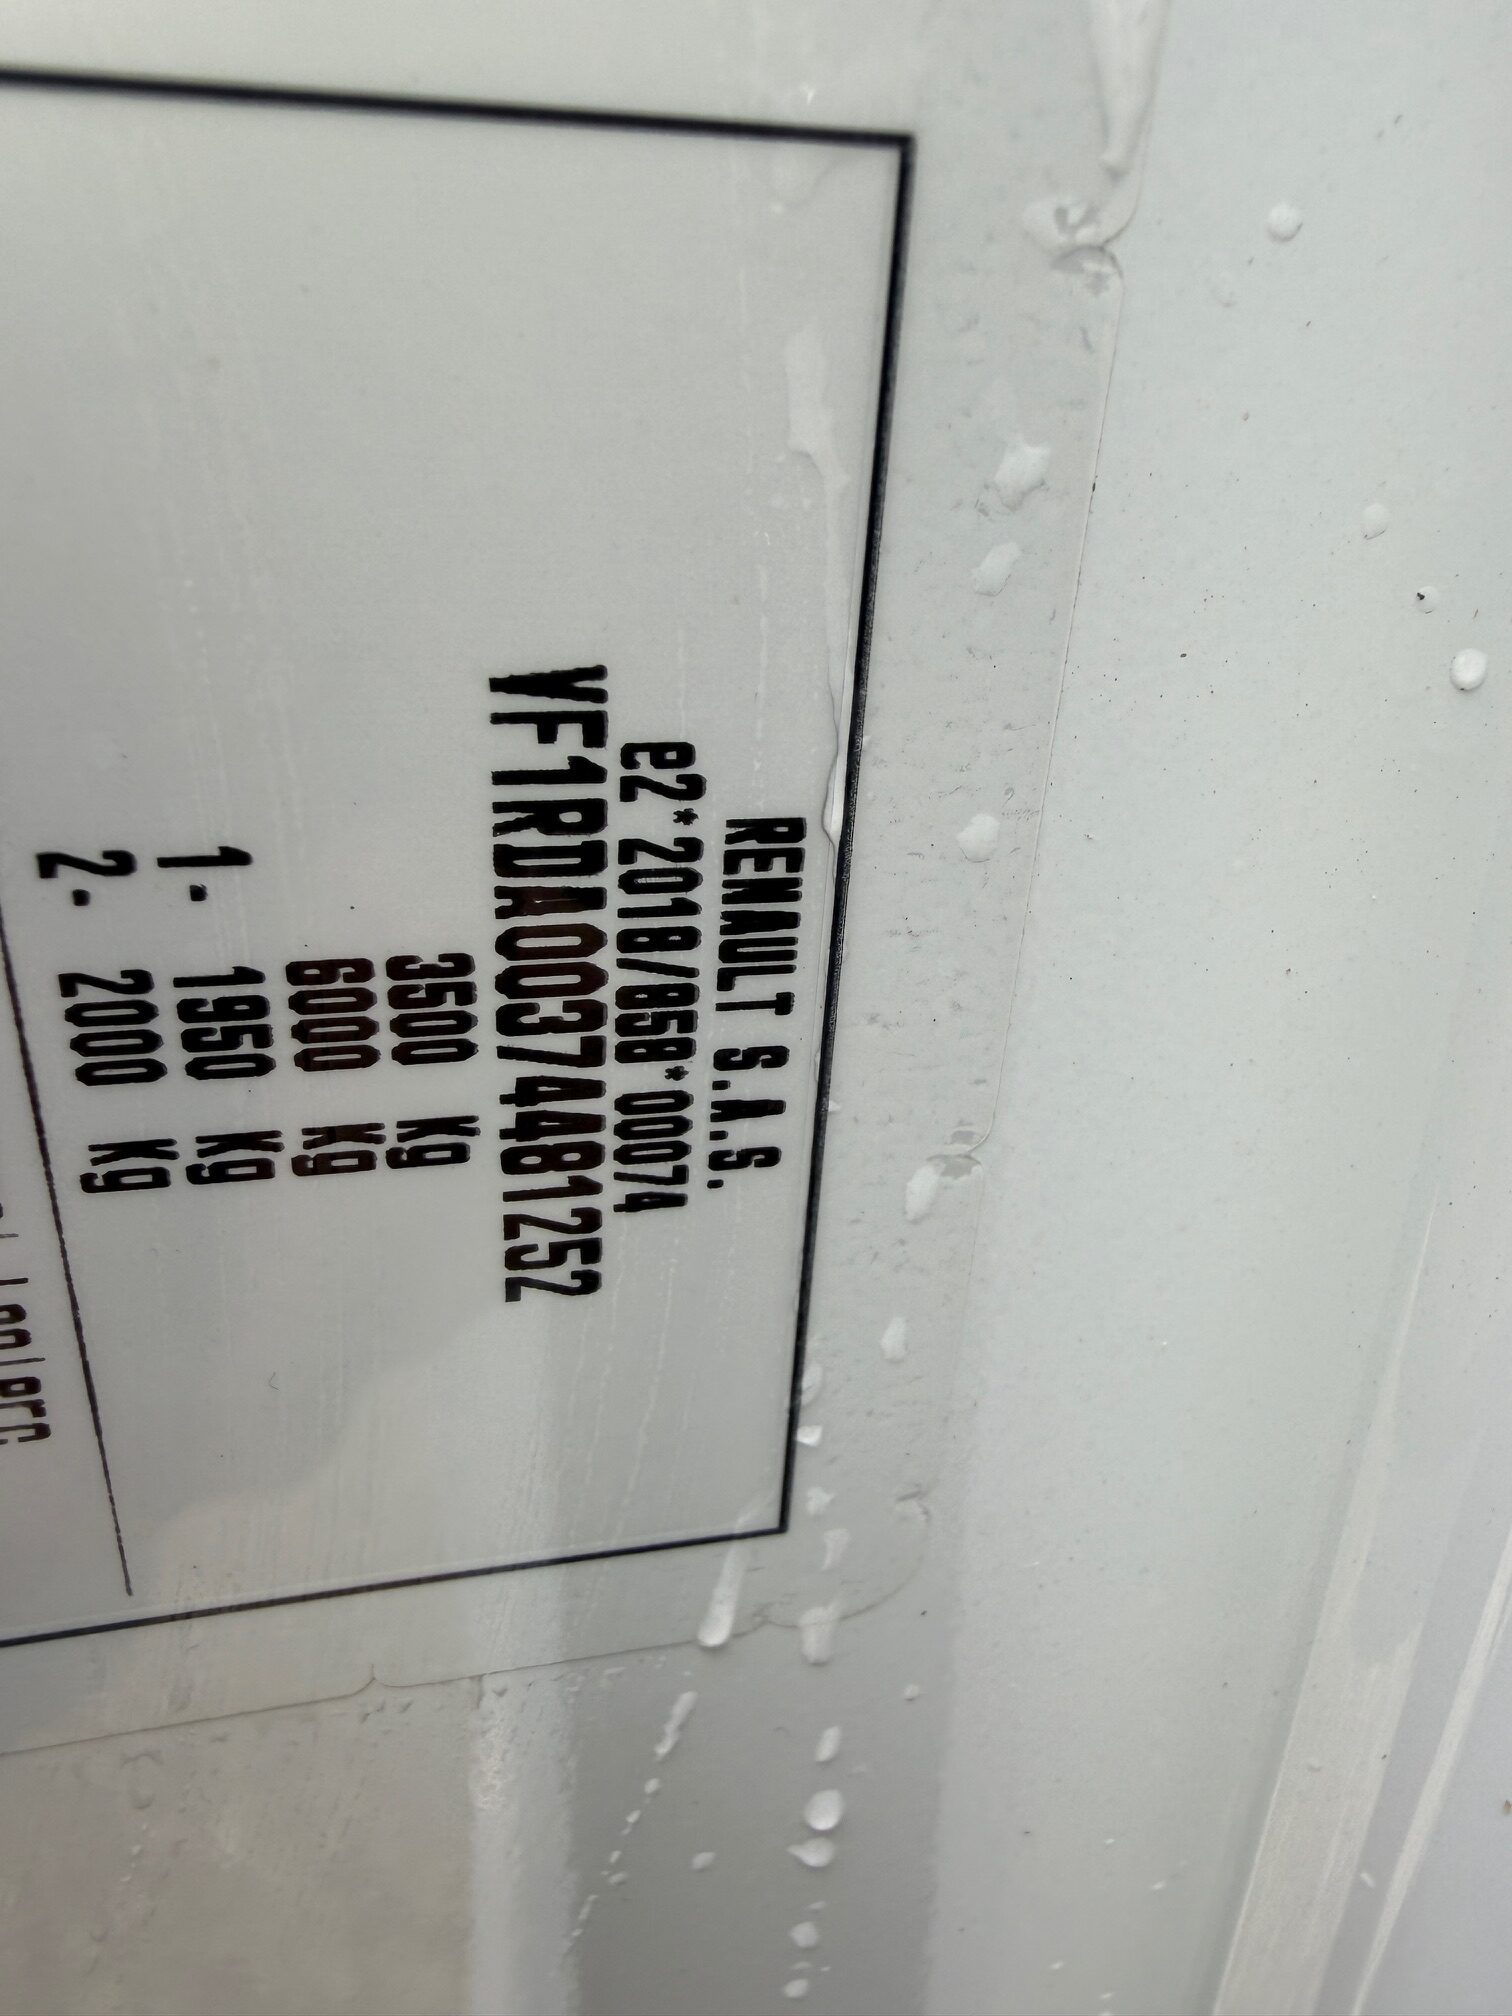 RENAULT S.A.S.
e2*2018/858*00074
VF1RDA00374481252
3500 Kg
6000 Kg
1- 1950 Kg
2- 2000 Kg